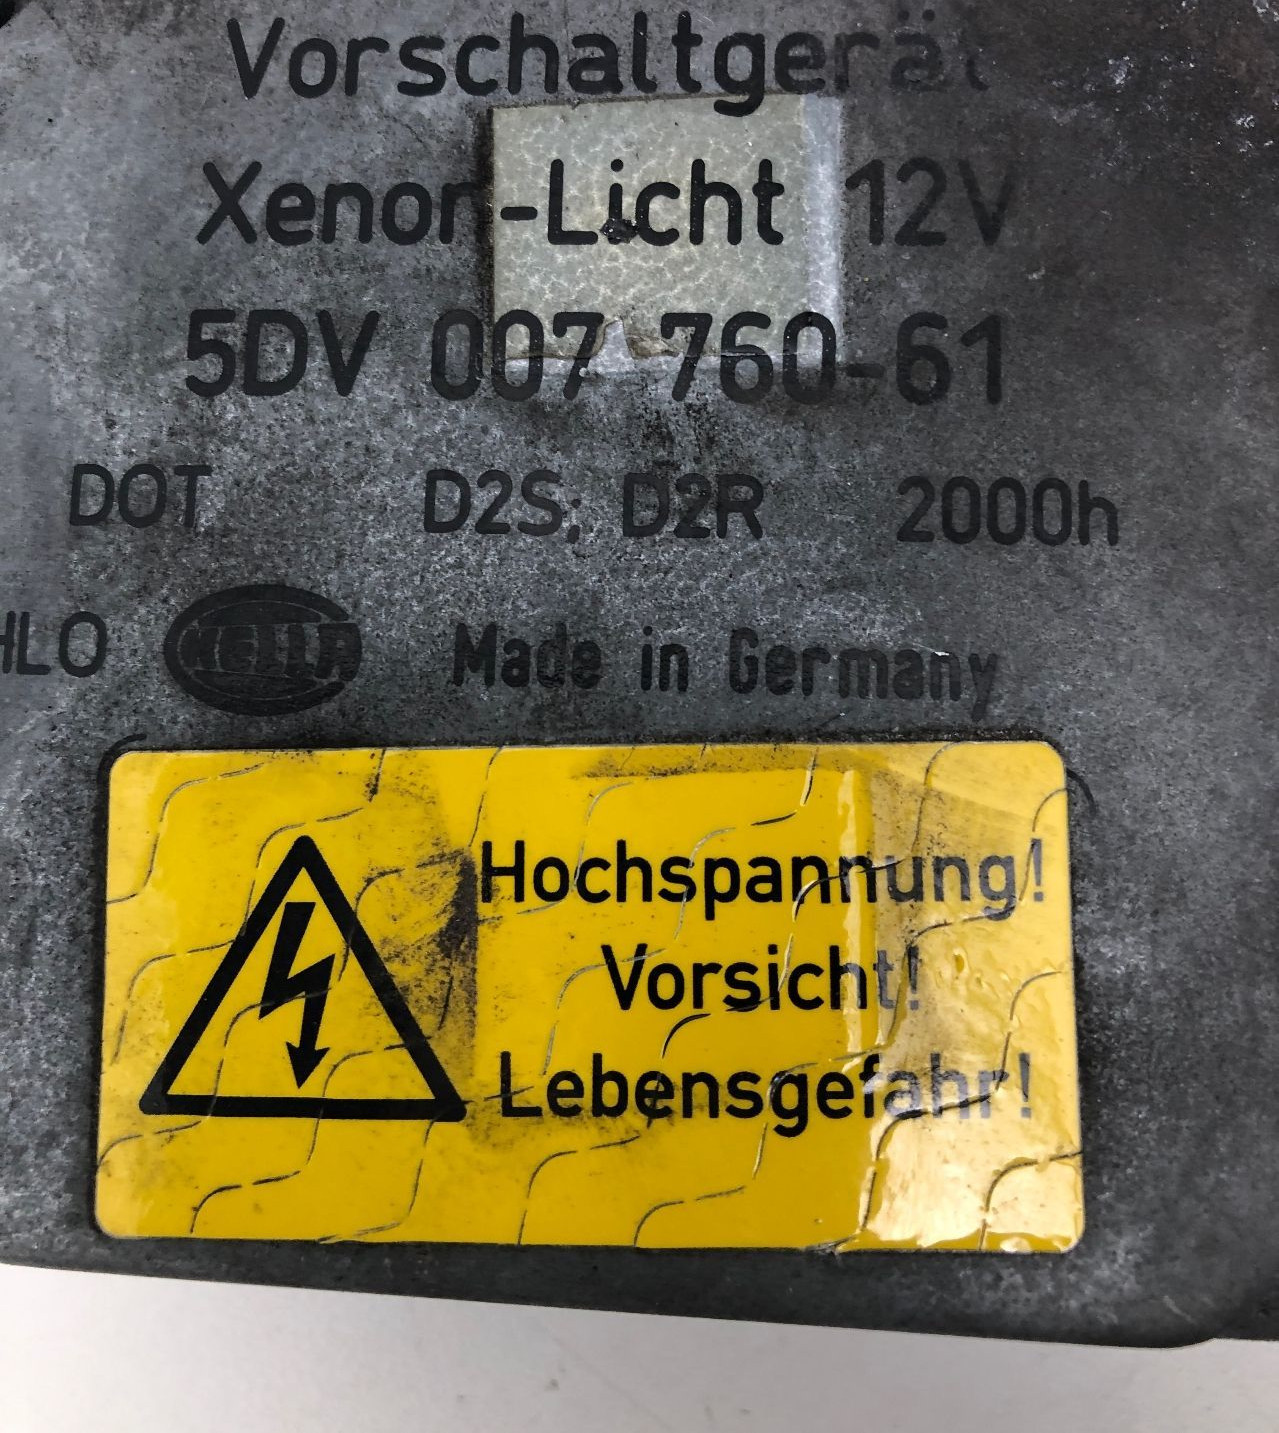 Vorschaltgerät
Xenon-Licht 12V
5DV 007 760-61
DOT D2S; D2R 2000h
HLO HELLA Made in Germany
Hochspannung!
Vorsicht!
Lebensgefahr!